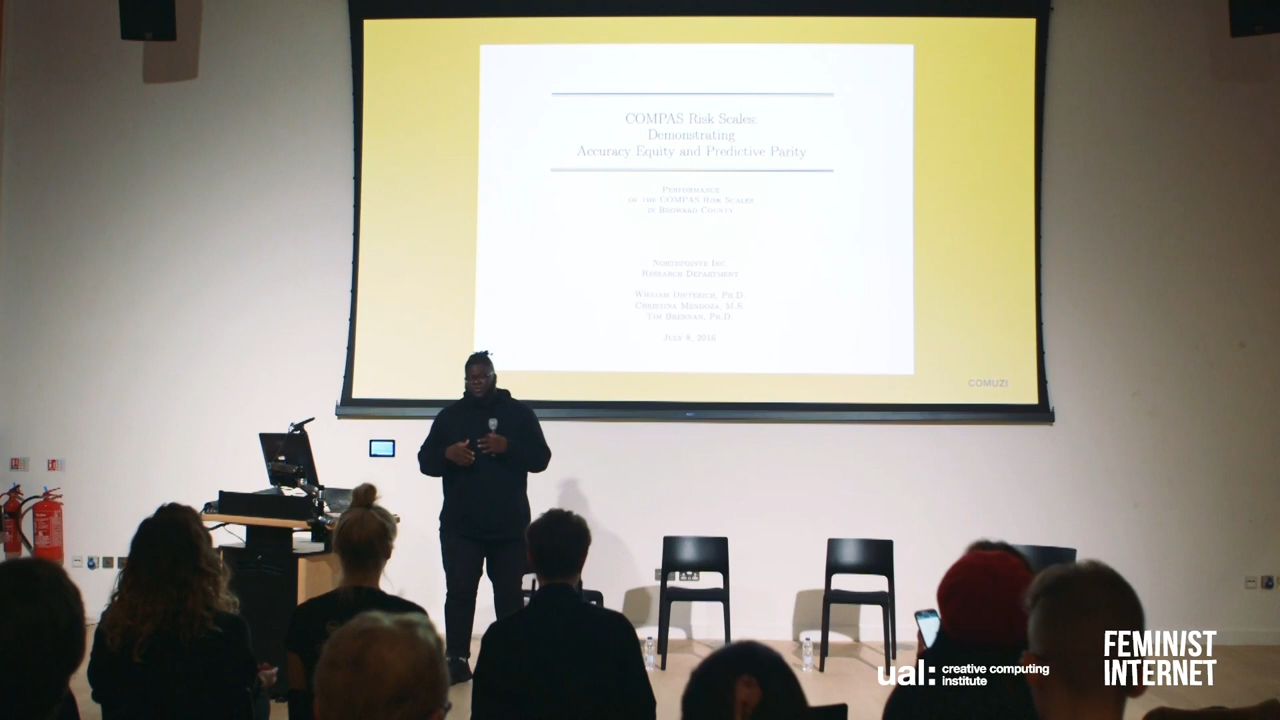 COMPAS Risk Scales:
Demonstrating
Accuracy Equity and Predictive Parity
Performance
of the COMPAS Risk Scales
in Broward County
Northpointe Inc.
Research Department
William Dieterich, Ph.D.
Christina Mendoza, M.S.
Tim Brennan, Ph.D.
July 8, 2016
COMUZI
ual: creative computing
institute
FEMINIST
INTERNET